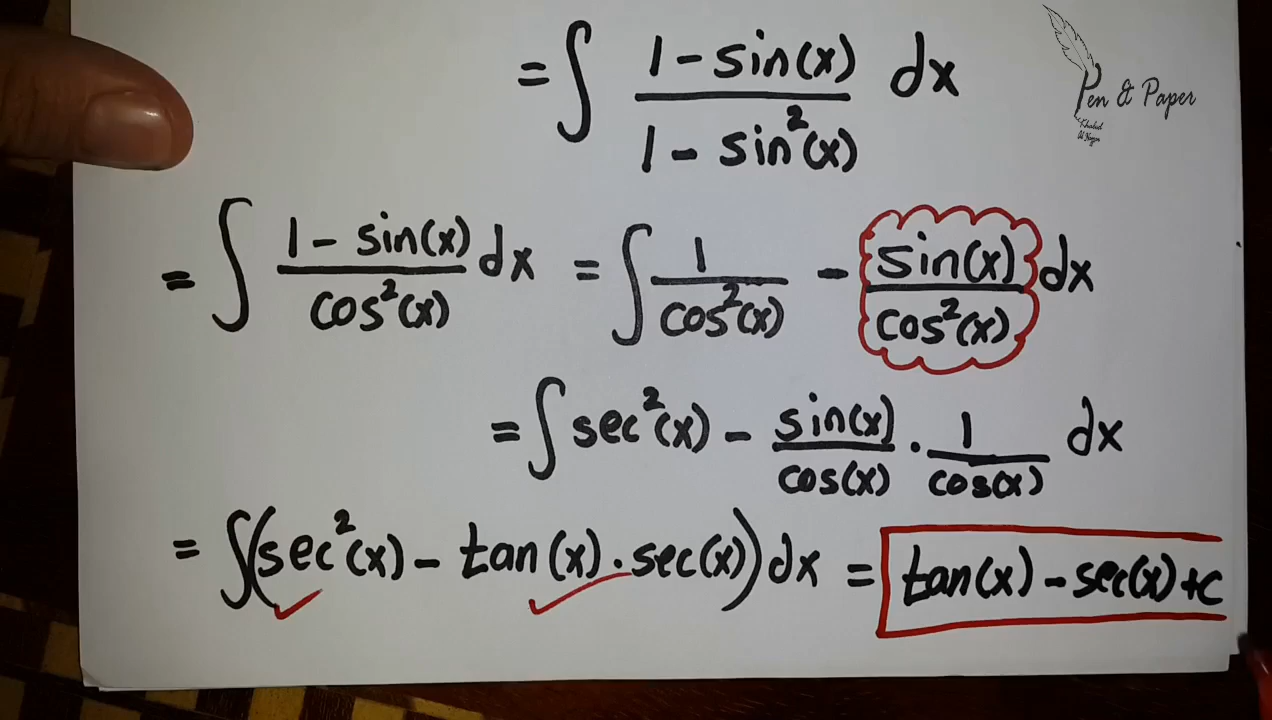 = ∫ (1 - sin(x))/(1 - sin²(x)) dx
Pen & Paper
Khaled
= ∫ (1 - sin(x))/(cos²(x)) dx = ∫ 1/(cos²(x)) - sin(x)/(cos²(x)) dx
= ∫ sec²(x) - sin(x)/cos(x) · 1/cos(x) dx
= ∫(sec²(x) - tan(x) · sec(x)) dx = tan(x) - sec(x) + c